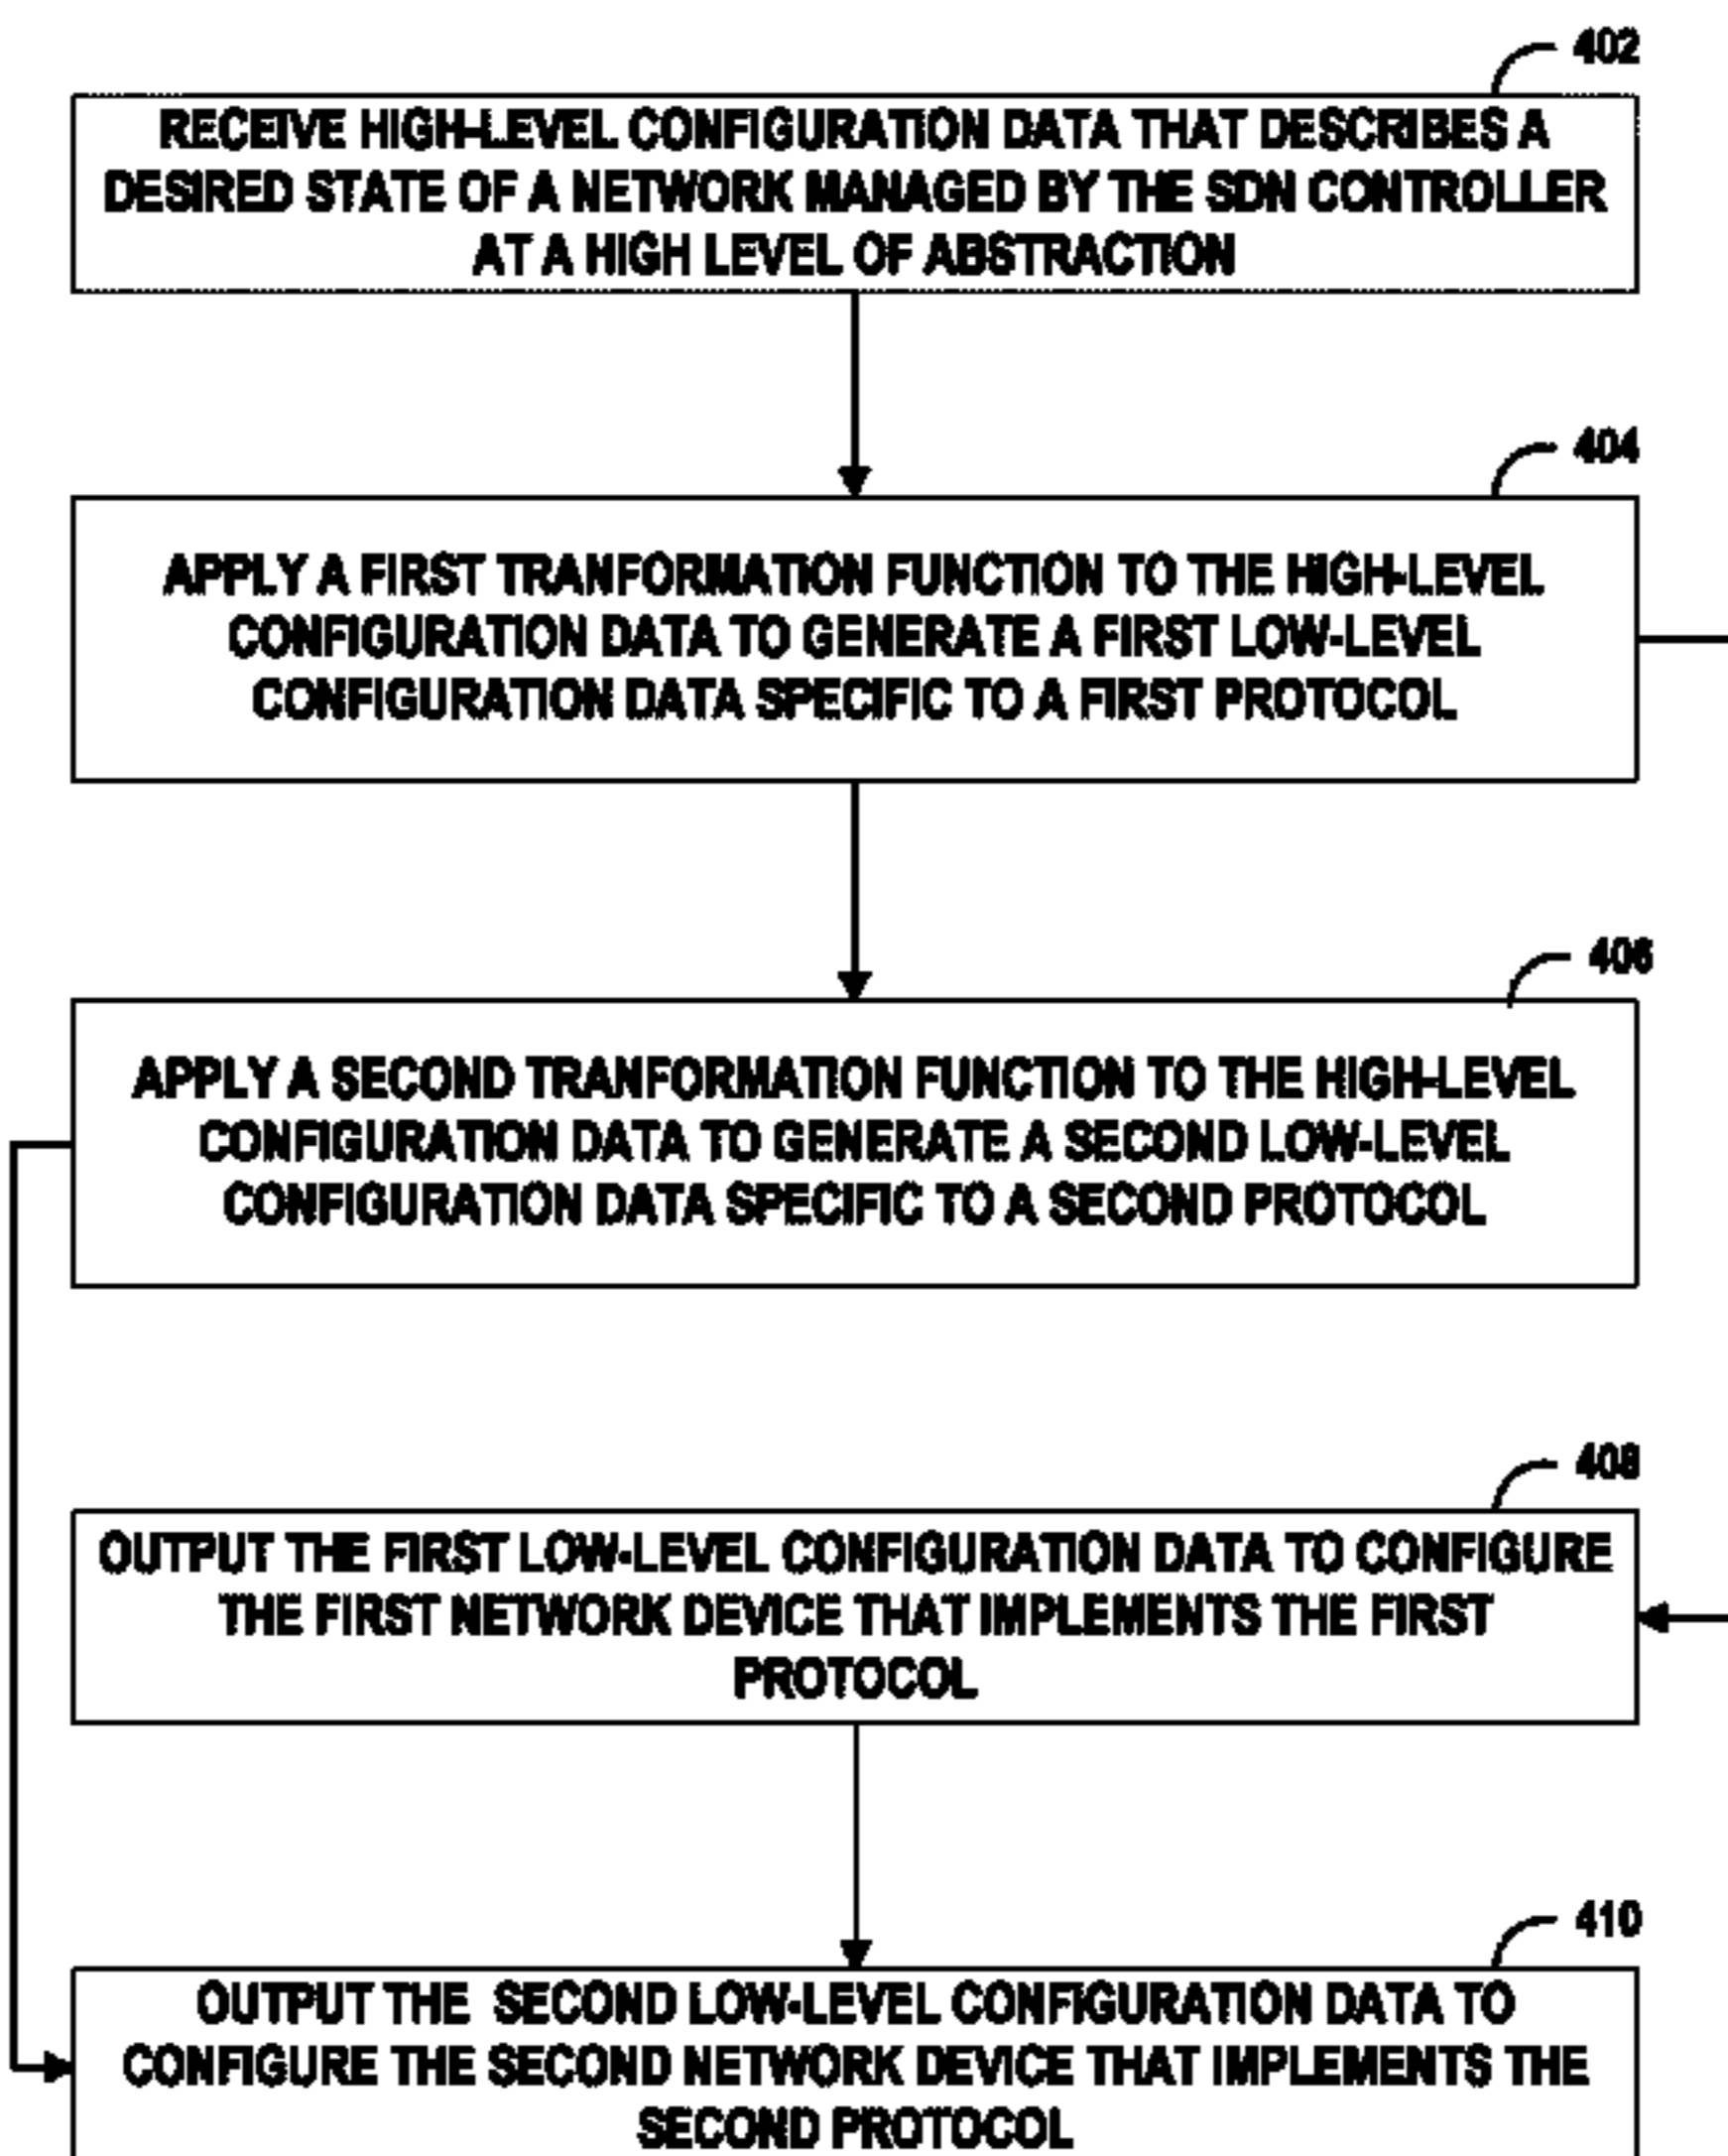 402
RECEIVE HIGH-LEVEL CONFIGURATION DATA THAT DESCRIBES A
DESIRED STATE OF A NETWORK MANAGED BY THE SDN CONTROLLER
AT A HIGH LEVEL OF ABSTRACTION
404
APPLY A FIRST TRANFORMATION FUNCTION TO THE HIGH-LEVEL
CONFIGURATION DATA TO GENERATE A FIRST LOW-LEVEL
CONFIGURATION DATA SPECIFIC TO A FIRST PROTOCOL
406
APPLY A SECOND TRANFORMATION FUNCTION TO THE HIGH-LEVEL
CONFIGURATION DATA TO GENERATE A SECOND LOW-LEVEL
CONFIGURATION DATA SPECIFIC TO A SECOND PROTOCOL
408
OUTPUT THE FIRST LOW-LEVEL CONFIGURATION DATA TO CONFIGURE
THE FIRST NETWORK DEVICE THAT IMPLEMENTS THE FIRST
PROTOCOL
410
OUTPUT THE SECOND LOW-LEVEL CONFIGURATION DATA TO
CONFIGURE THE SECOND NETWORK DEVICE THAT IMPLEMENTS THE
SECOND PROTOCOL